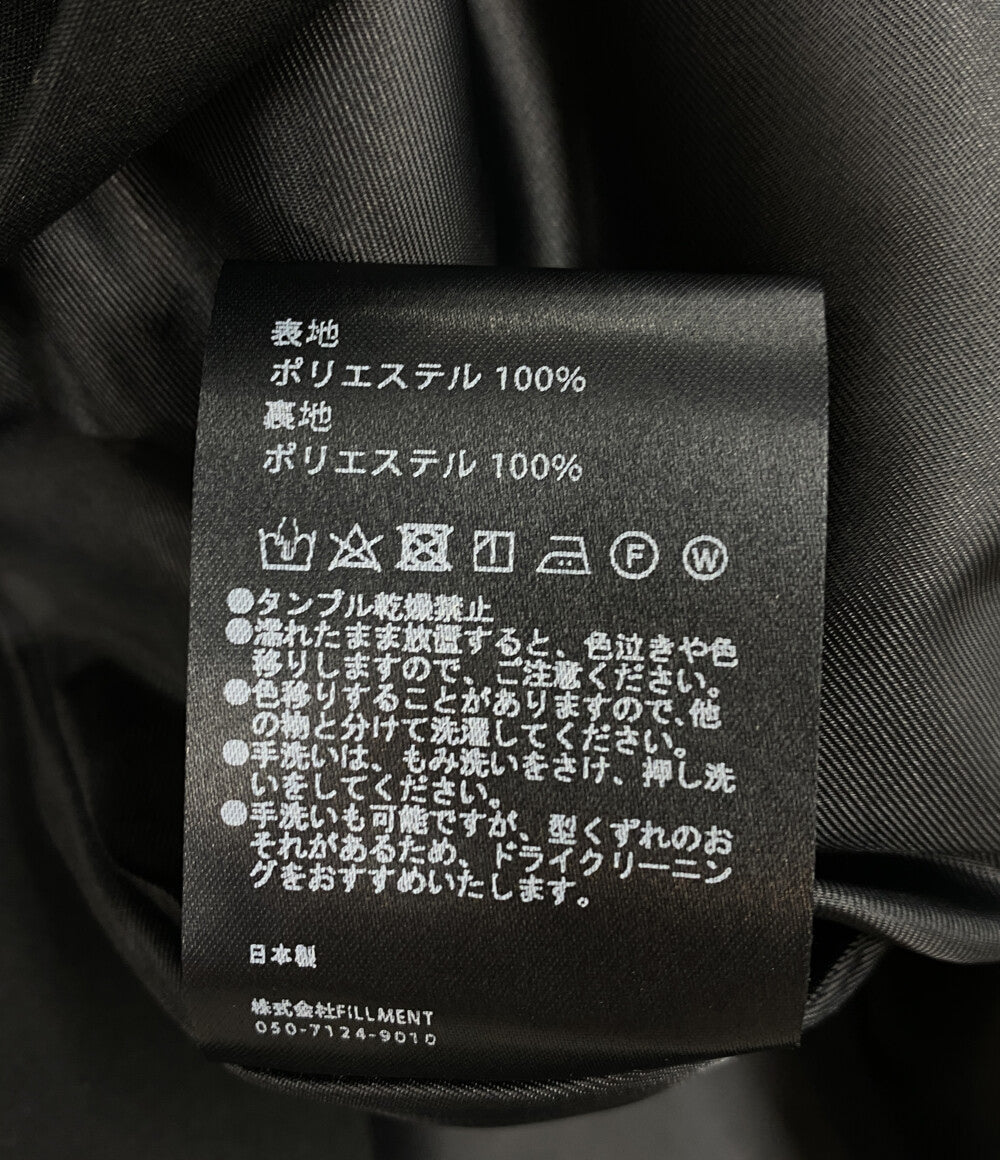 表地
ポリエステル 100%
裏地
ポリエステル 100%
F W
●タンブル乾燥禁止
●濡れたまま放置すると、色泣きや色
移りしますので、ご注意ください。
●色移りすることがありますので、他
の物と分けて洗濯してください。
●手洗いは、もみ洗いをさけ、押し洗
いをしてください。
●手洗いも可能ですが、型くずれのお
それがあるため、ドライクリーニン
グをおすすめいたします。
日本製
株式会社FILLMENT
050-7124-9010